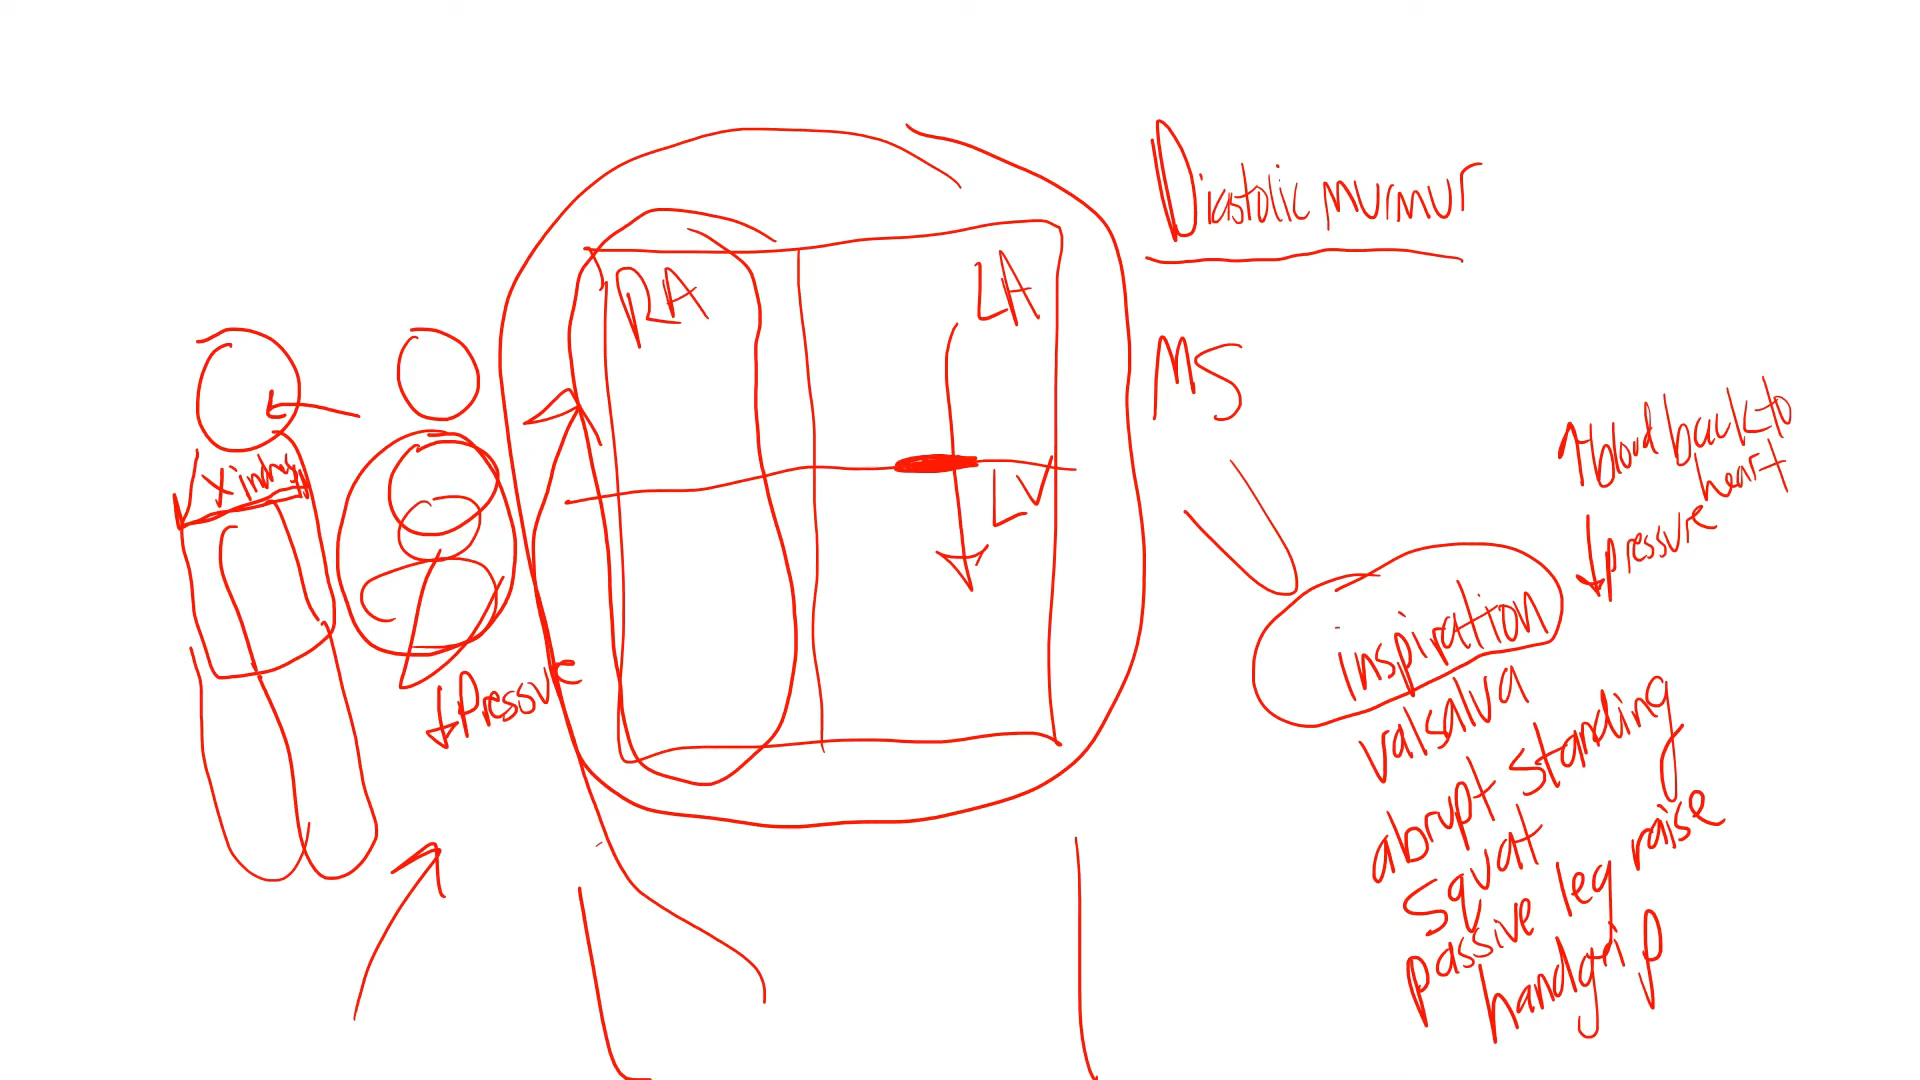 Diastolic murmur
RA
LA
MS
LV
↑blood back to
heart
↓pressure
inspiration
valsalva
abrupt standing
squat
passive leg raise
handgrip
↓Pressure